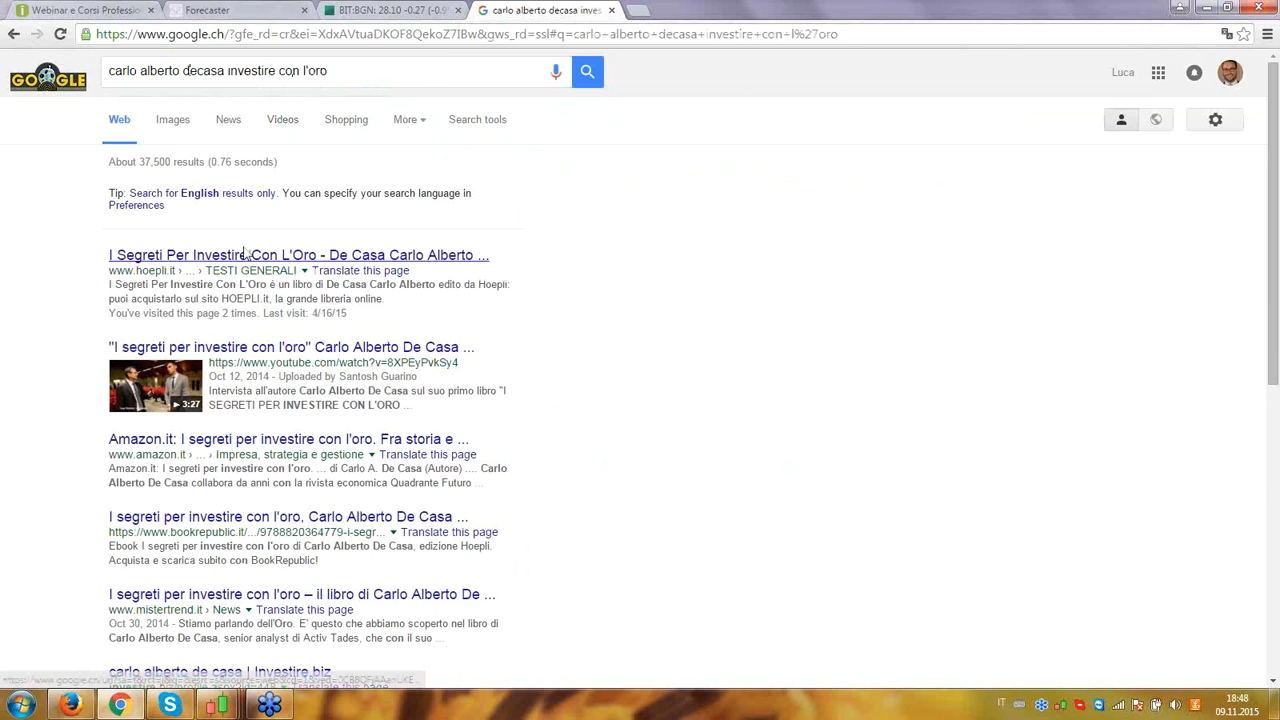 Webinar e Corsi Professio
Forecaster
BIT:BGN: 28.10 -0.27 (-0.9
carlo alberto decasa inves
https://www.google.ch/?gfe_rd=cr&ei=XdxAVtuaDKOF8QekoZ7IBw&gws_rd=ssl#q=carlo+alberto+decasa+investire+con+l%27oro
GOOGLE
carlo alberto decasa investire con l'oro
Luca
Web Images News Videos Shopping More Search tools
About 37,500 results (0.76 seconds)
Tip: Search for English results only. You can specify your search language in
Preferences
I Segreti Per Investire Con L'Oro - De Casa Carlo Alberto ...
www.hoepli.it › ... › TESTI GENERALI Translate this page
I Segreti Per Investire Con L'Oro è un libro di De Casa Carlo Alberto edito da Hoepli:
puoi acquistarlo sul sito HOEPLI.it, la grande libreria online.
You've visited this page 2 times. Last visit: 4/16/15
"I segreti per investire con l'oro" Carlo Alberto De Casa ...
https://www.youtube.com/watch?v=8XPEyPvkSy4
Oct 12, 2014 - Uploaded by Santosh Guarino
Intervista all'autore Carlo Alberto De Casa sul suo primo libro "I
SEGRETI PER INVESTIRE CON L'ORO ...
3:27
Amazon.it: I segreti per investire con l'oro. Fra storia e ...
www.amazon.it › ... › Impresa, strategia e gestione Translate this page
Amazon.it: I segreti per investire con l'oro. ... di Carlo A. De Casa (Autore) .... Carlo
Alberto De Casa collabora da anni con la rivista economica Quadrante Futuro ...
I segreti per investire con l'oro, Carlo Alberto De Casa ...
https://www.bookrepublic.it/.../9788820364779-i-segr... Translate this page
Ebook I segreti per investire con l'oro di Carlo Alberto De Casa, edizione Hoepli.
Acquista e scarica subito con BookRepublic!
I segreti per investire con l'oro – il libro di Carlo Alberto De ...
www.mistertrend.it › News Translate this page
Oct 30, 2014 - Stiamo parlando dell'Oro. E' questo che abbiamo scoperto nel libro di
Carlo Alberto De Casa, senior analyst di Activ Trades, che con il suo ...
carlo alberto de casa | Investire.biz
IT
18:48
09.11.2015